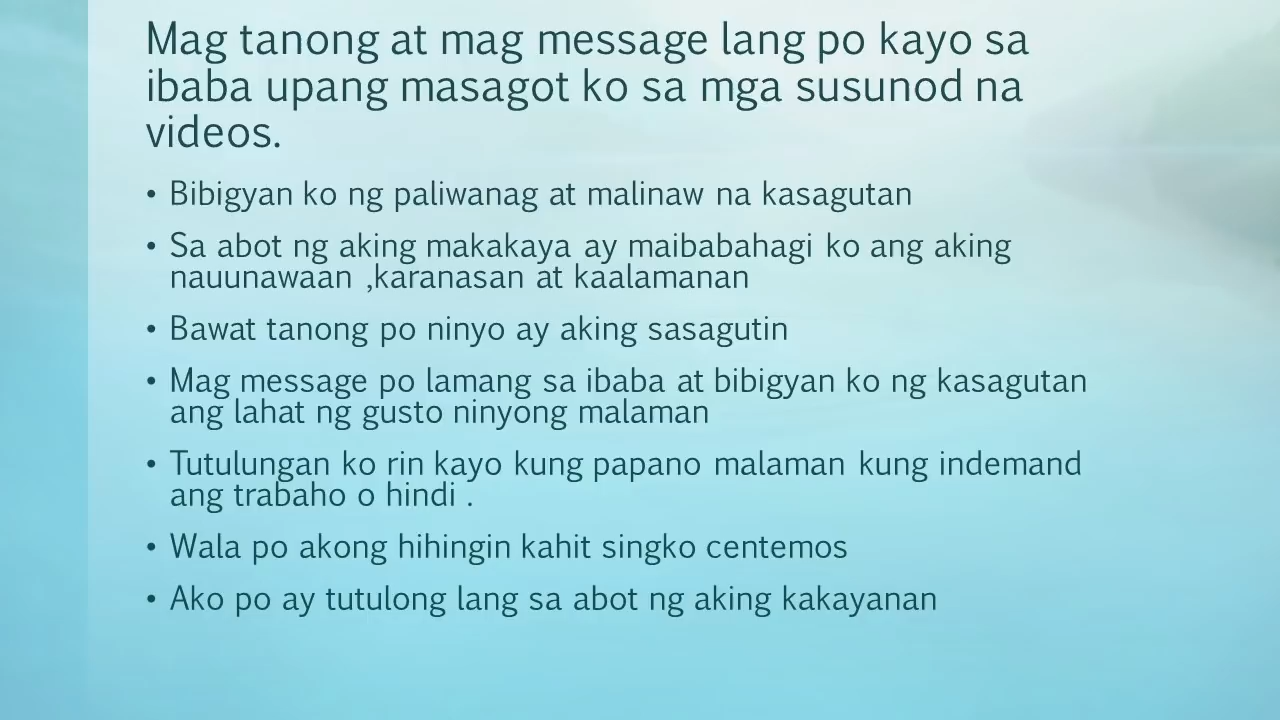 Mag tanong at mag message lang po kayo sa
ibaba upang masagot ko sa mga susunod na
videos.
• Bibigyan ko ng paliwanag at malinaw na kasagutan
• Sa abot ng aking makakaya ay maibabahagi ko ang aking
nauunawaan ,karanasan at kaalamanan
• Bawat tanong po ninyo ay aking sasagutin
• Mag message po lamang sa ibaba at bibigyan ko ng kasagutan
ang lahat ng gusto ninyong malaman
• Tutulungan ko rin kayo kung papano malaman kung indemand
ang trabaho o hindi .
• Wala po akong hihingin kahit singko centemos
• Ako po ay tutulong lang sa abot ng aking kakayanan